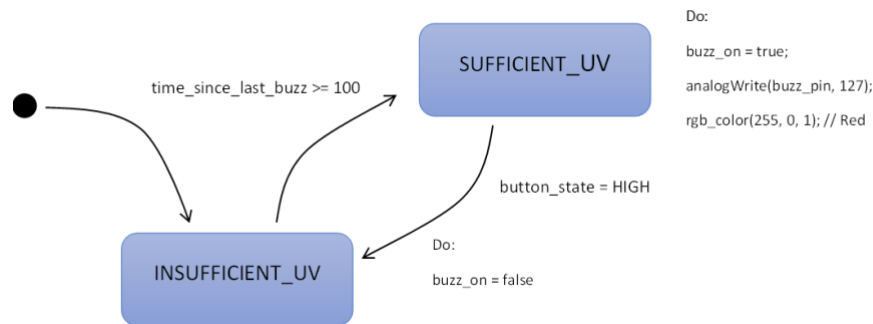 Do:
buzz_on = true;
SUFFICIENT_UV
time_since_last_buzz >= 100
analogWrite(buzz_pin, 127);
rgb_color(255, 0, 1); // Red
button_state = HIGH
Do:
INSUFFICIENT_UV
buzz_on = false